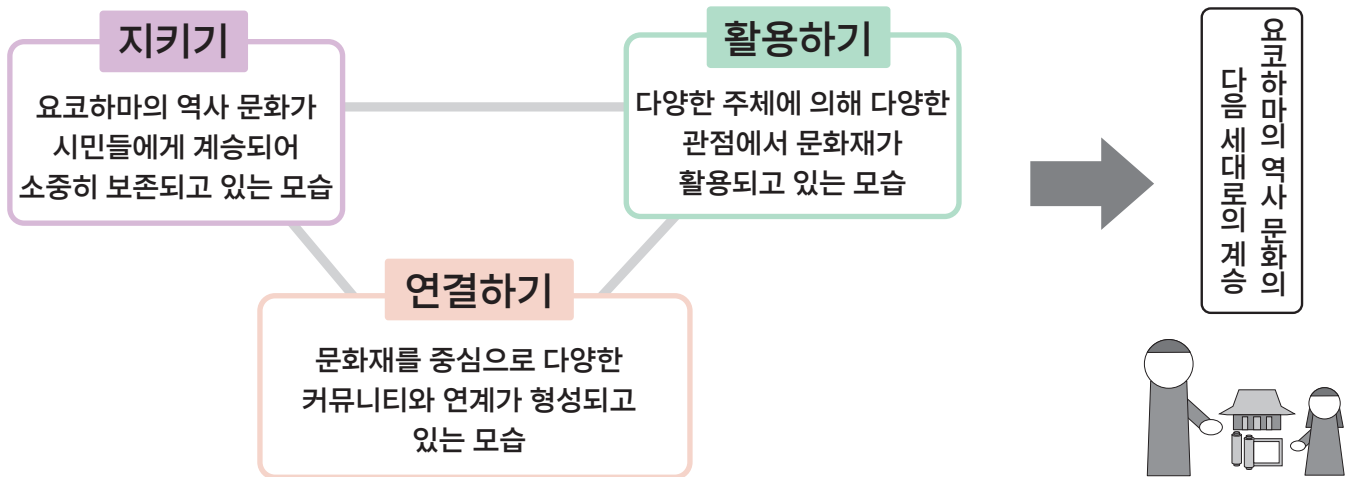 지키기
요코하마의 역사 문화가
시민들에게 계승되어
소중히 보존되고 있는 모습
활용하기
다양한 주체에 의해 다양한
관점에서 문화재가
활용되고 있는 모습
연결하기
문화재를 중심으로 다양한
커뮤니티와 연계가 형성되고
있는 모습
요코하마의 역사 문화의
다음 세대로의 계승